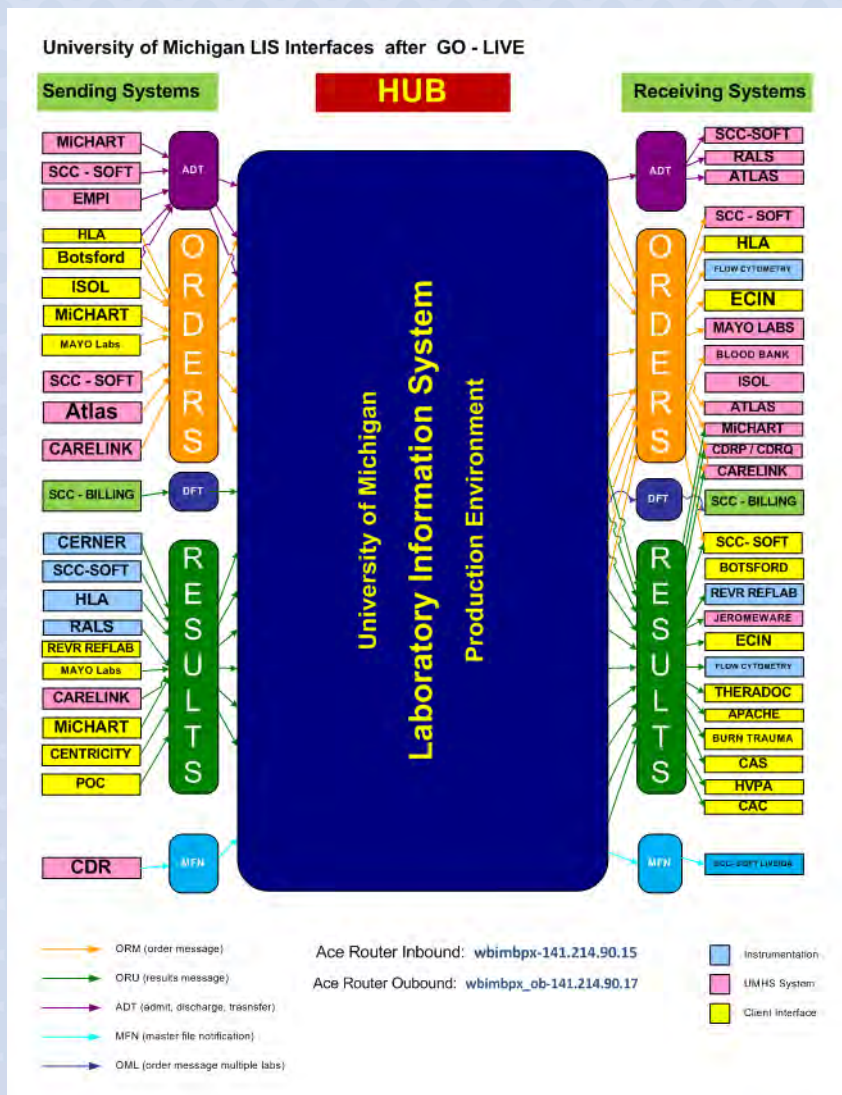 University of Michigan LIS Interfaces after GO - LIVE
Sending Systems
HUB
Receiving Systems
MiCHART
SCC - SOFT
EMPI
HLA
Botsford
ISOL
MiCHART
MAYO Labs
SCC - SOFT
Atlas
CARELINK
SCC - BILLING
CERNER
SCC-SOFT
HLA
RALS
REVR REFLAB
MAYO Labs
CARELINK
MiCHART
CENTRICITY
POC
CDR
ADT
ORDERS
DFT
RESULTS
MFN
University of Michigan
Laboratory Information System
Production Environment
ADT
ORDERS
DFT
RESULTS
MFN
SCC-SOFT
RALS
ATLAS
SCC - SOFT
HLA
FLOW CYTOMETRY
ECIN
MAYO LABS
BLOOD BANK
ISOL
ATLAS
MiCHART
CDRP / CDRQ
CARELINK
SCC - BILLING
SCC- SOFT
BOTSFORD
REVR REFLAB
JEROMEWARE
ECIN
FLOW CYTOMETRY
THERADOC
APACHE
BURN TRAUMA
CAS
HVPA
CAC
SCC-SOFT
ORM (order message)
ORU (results message)
ADT (admit, discharge, trasnsfer)
MFN (master file notification)
OML (order message multiple labs)
Ace Router Inbound: wbimbpx-141.214.90.15
Ace Router Oubound: wbimbpx_ob-141.214.90.17
Instrumentation
UMHS System
Client Interface